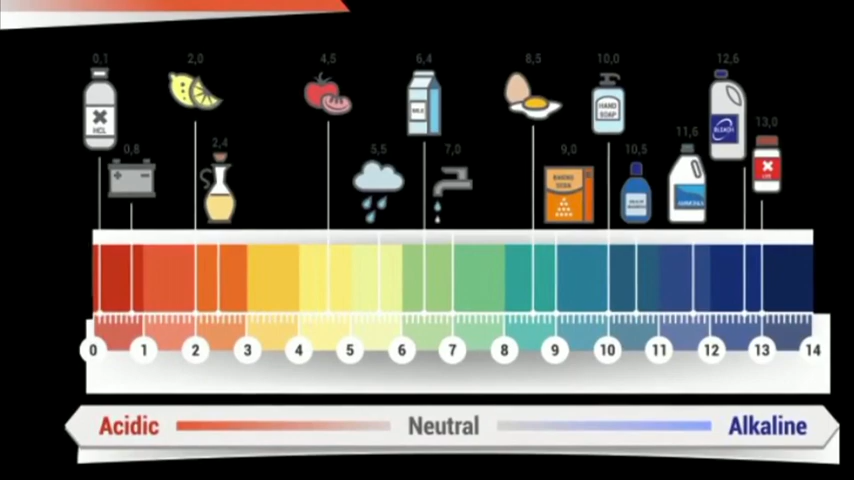 0,1 2,0 4,5 6,4 8,5 10,0 12,6
0,8 2,4 5,5 7,0 9,0 10,5 11,6 13,0
HCL
MILK
HAND
SOAP
BLEACH
BAKING
SODA
AMMONIA
0 1 2 3 4 5 6 7 8 9 10 11 12 13 14
Acidic Neutral Alkaline